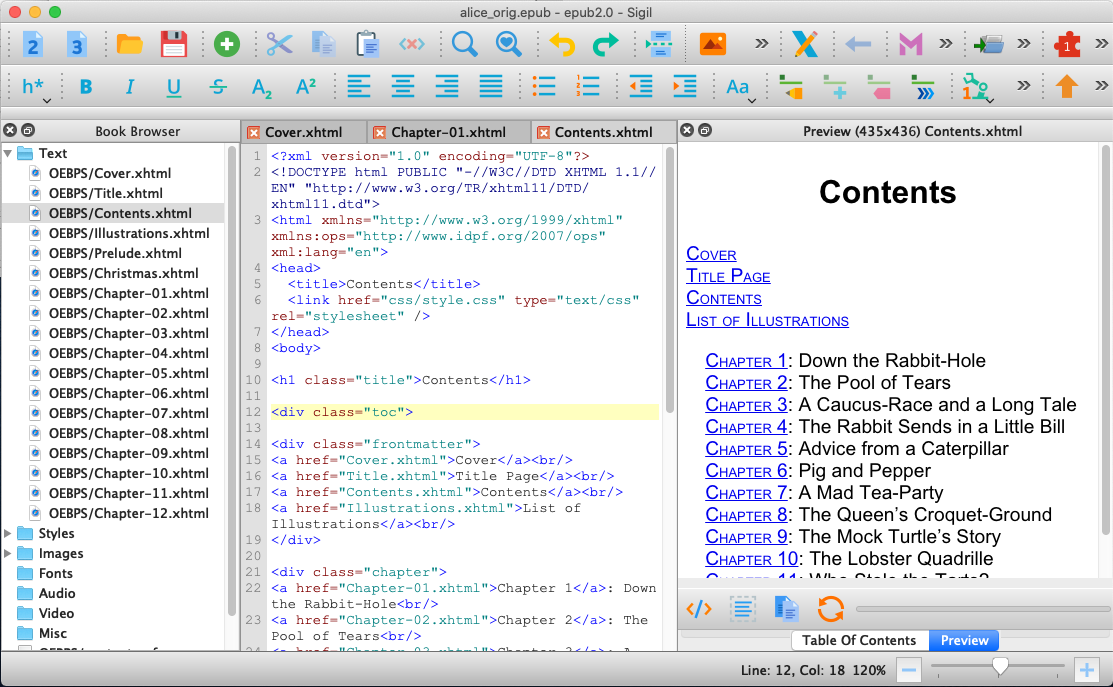 alice_orig.epub - epub2.0 - Sigil
2 3
1
h* B I U S A2 A2 Aa
Book Browser
Text
OEBPS/Cover.xhtml
OEBPS/Title.xhtml
OEBPS/Contents.xhtml
OEBPS/Illustrations.xhtml
OEBPS/Prelude.xhtml
OEBPS/Christmas.xhtml
OEBPS/Chapter-01.xhtml
OEBPS/Chapter-02.xhtml
OEBPS/Chapter-03.xhtml
OEBPS/Chapter-04.xhtml
OEBPS/Chapter-05.xhtml
OEBPS/Chapter-06.xhtml
OEBPS/Chapter-07.xhtml
OEBPS/Chapter-08.xhtml
OEBPS/Chapter-09.xhtml
OEBPS/Chapter-10.xhtml
OEBPS/Chapter-11.xhtml
OEBPS/Chapter-12.xhtml
Styles
Images
Fonts
Audio
Video
Misc
Cover.xhtml Chapter-01.xhtml Contents.xhtml
1 <?xml version="1.0" encoding="UTF-8"?>
2 <!DOCTYPE html PUBLIC "-//W3C//DTD XHTML 1.1//
EN" "http://www.w3.org/TR/xhtml11/DTD/
xhtml11.dtd">
3 <html xmlns="http://www.w3.org/1999/xhtml"
xmlns:ops="http://www.idpf.org/2007/ops"
xml:lang="en">
4 <head>
5 <title>Contents</title>
6 <link href="css/style.css" type="text/css"
rel="stylesheet" />
7 </head>
8 <body>
9
10 <h1 class="title">Contents</h1>
11
12 <div class="toc">
13
14 <div class="frontmatter">
15 <a href="Cover.xhtml">Cover</a><br/>
16 <a href="Title.xhtml">Title Page</a><br/>
17 <a href="Contents.xhtml">Contents</a><br/>
18 <a href="Illustrations.xhtml">List of
Illustrations</a><br/>
19 </div>
20
21 <div class="chapter">
22 <a href="Chapter-01.xhtml">Chapter 1</a>: Down
the Rabbit-Hole<br/>
23 <a href="Chapter-02.xhtml">Chapter 2</a>: The
Pool of Tears<br/>
24 <a href="Chapter-03.xhtml">Chapter 3</a>: A
Preview (435x436) Contents.xhtml
Contents
Cover
Title Page
Contents
List of Illustrations
Chapter 1: Down the Rabbit-Hole
Chapter 2: The Pool of Tears
Chapter 3: A Caucus-Race and a Long Tale
Chapter 4: The Rabbit Sends in a Little Bill
Chapter 5: Advice from a Caterpillar
Chapter 6: Pig and Pepper
Chapter 7: A Mad Tea-Party
Chapter 8: The Queen’s Croquet-Ground
Chapter 9: The Mock Turtle’s Story
Chapter 10: The Lobster Quadrille
Chapter 11: Who Stole the Tarts?
Table Of Contents Preview
Line: 12, Col: 18 120%